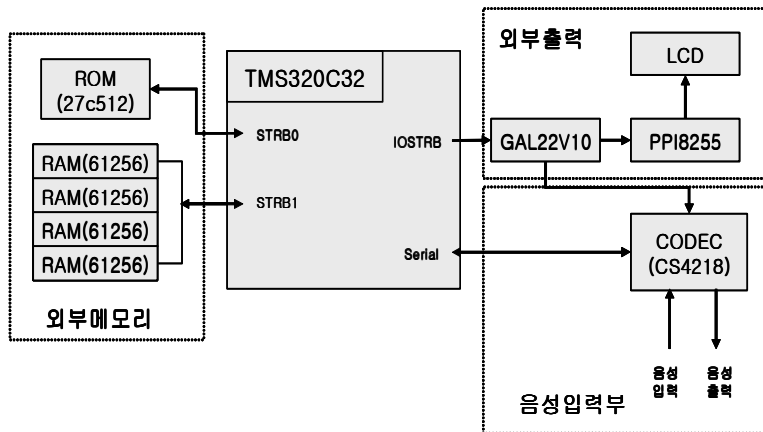 ROM
(27c512)
RAM(61256)
RAM(61256)
RAM(61256)
RAM(61256)
외부메모리
TMS320C32
STRB0
STRB1
IOSTRB
Serial
외부출력
LCD
GAL22V10
PPI8255
CODEC
(CS4218)
음성
입력
음성
출력
음성입력부